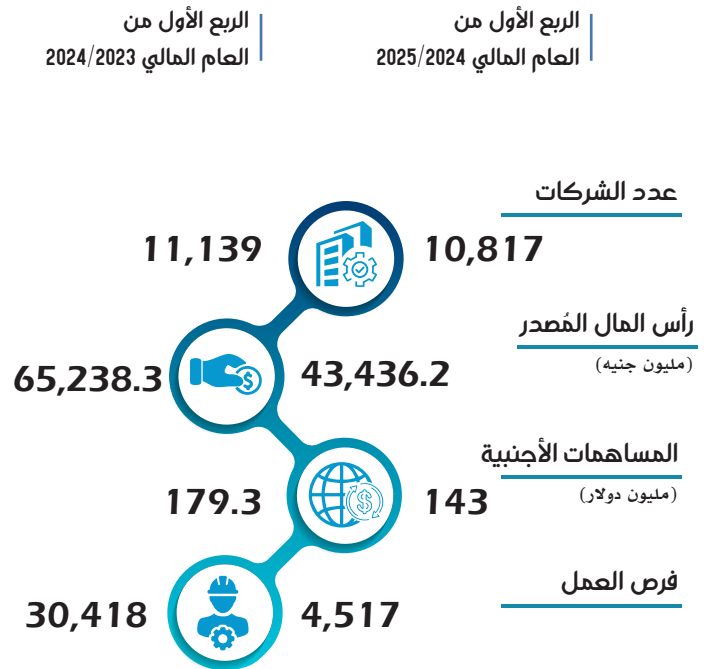 الربع الأول من
العام المالي 2025/2024
الربع الأول من
العام المالي 2024/2023
عدد الشركات
10,817
11,139
رأس المال المُصدر
(مليون جنيه)
43,436.2
65,238.3
المساهمات الأجنبية
(مليون دولار)
143
179.3
فرص العمل
4,517
30,418